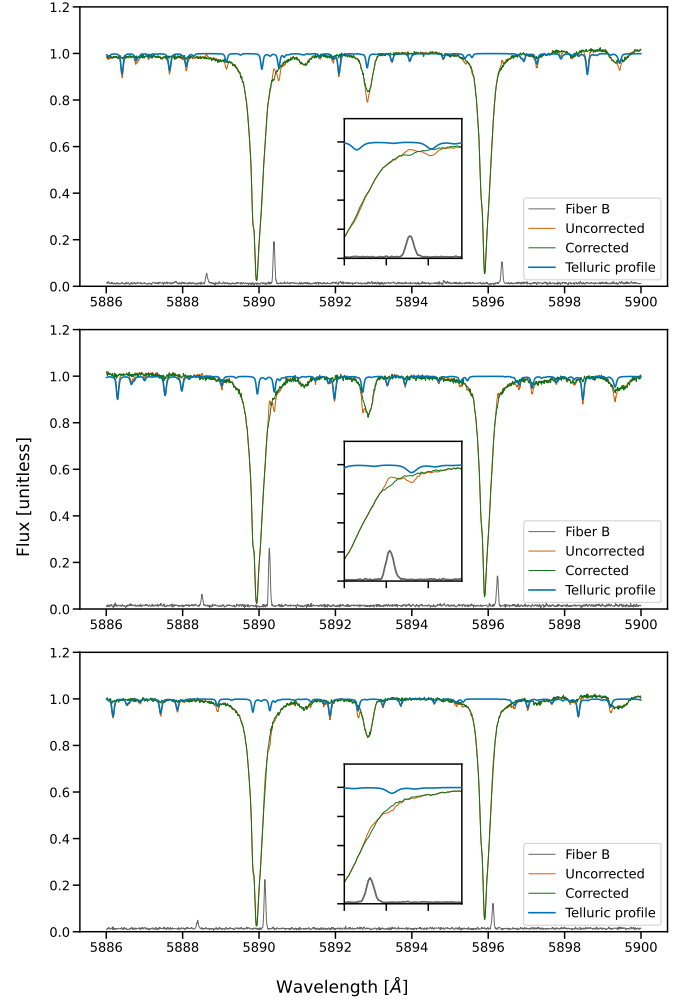 1.2
1.0
0.8
0.6
0.4
0.2
0.0
Fiber B
Uncorrected
Corrected
Telluric profile
5886 5888 5890 5892 5894 5896 5898 5900
1.2
1.0
0.8
0.6
0.4
0.2
0.0
Flux [unitless]
Fiber B
Uncorrected
Corrected
Telluric profile
5886 5888 5890 5892 5894 5896 5898 5900
1.2
1.0
0.8
0.6
0.4
0.2
0.0
Fiber B
Uncorrected
Corrected
Telluric profile
5886 5888 5890 5892 5894 5896 5898 5900
Wavelength [Å]